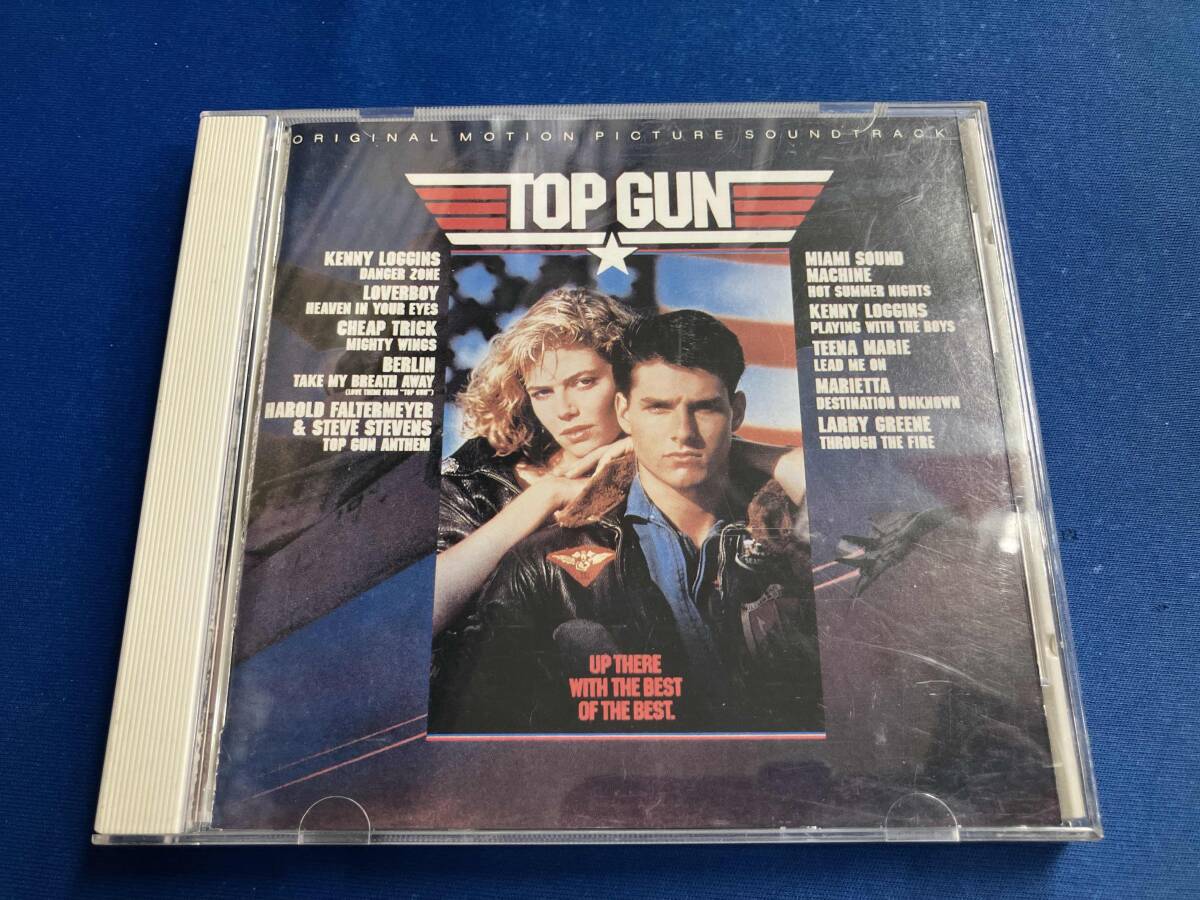 ORIGINAL MOTION PICTURE SOUNDTRACK
TOP GUN
KENNY LOGGINS
DANGER ZONE
LOVERBOY
HEAVEN IN YOUR EYES
CHEAP TRICK
MIGHTY WINGS
BERLIN
TAKE MY BREATH AWAY
(LOVE THEME FROM "TOP GUN")
HAROLD FALTERMEYER
& STEVE STEVENS
TOP GUN ANTHEM
MIAMI SOUND
MACHINE
HOT SUMMER NIGHTS
KENNY LOGGINS
PLAYING WITH THE BOYS
TEENA MARIE
LEAD ME ON
MARIETTA
DESTINATION UNKNOWN
LARRY GREENE
THROUGH THE FIRE
UP THERE
WITH THE BEST
OF THE BEST.